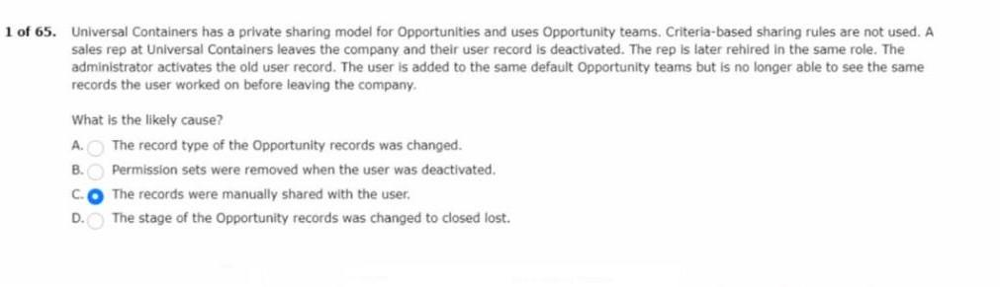 1 of 65. Universal Containers has a private sharing model for Opportunities and uses Opportunity teams. Criteria-based sharing rules are not used. A
sales rep at Universal Containers leaves the company and their user record is deactivated. The rep is later rehired in the same role. The
administrator activates the old user record. The user is added to the same default Opportunity teams but is no longer able to see the same
records the user worked on before leaving the company.
What is the likely cause?
A. The record type of the Opportunity records was changed.
B. Permission sets were removed when the user was deactivated.
C. The records were manually shared with the user.
D. The stage of the Opportunity records was changed to closed lost.